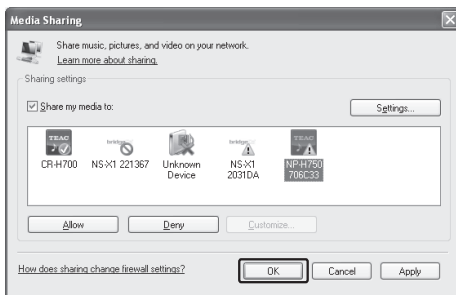 Media Sharing
Share music, pictures, and video on your network.
Learn more about sharing.
Sharing settings
Share my media to:
Settings...
TEAC
TEAC
CR-H700
NS-X1 221367
Unknown
Device
NS-X1
2031DA
NP-H750
706C33
Allow
Deny
Customize...
How does sharing change firewall settings?
OK
Cancel
Apply